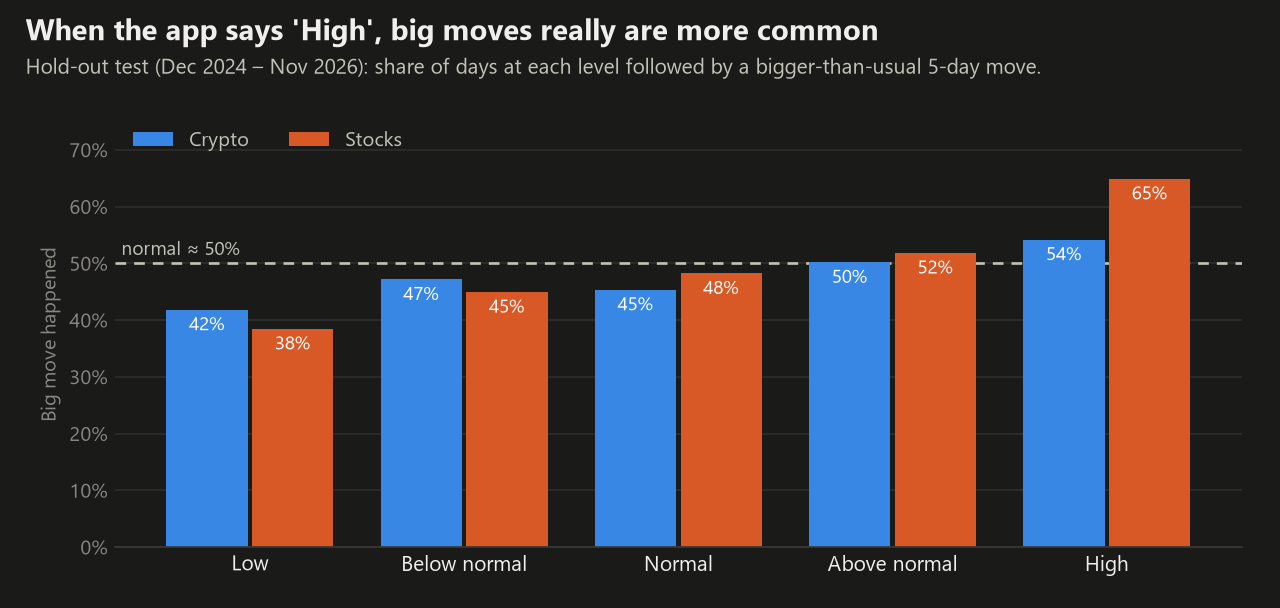 When the app says 'High', big moves really are more common
Hold-out test (Dec 2024 – Nov 2026): share of days at each level followed by a bigger-than-usual 5-day move.
Crypto Stocks
70%
60%
normal ≈ 50%
50%
40%
30%
20%
10%
0%
Big move happened
42% 38% 47% 45% 45% 48% 50% 52% 54% 65%
Low Below normal Normal Above normal High